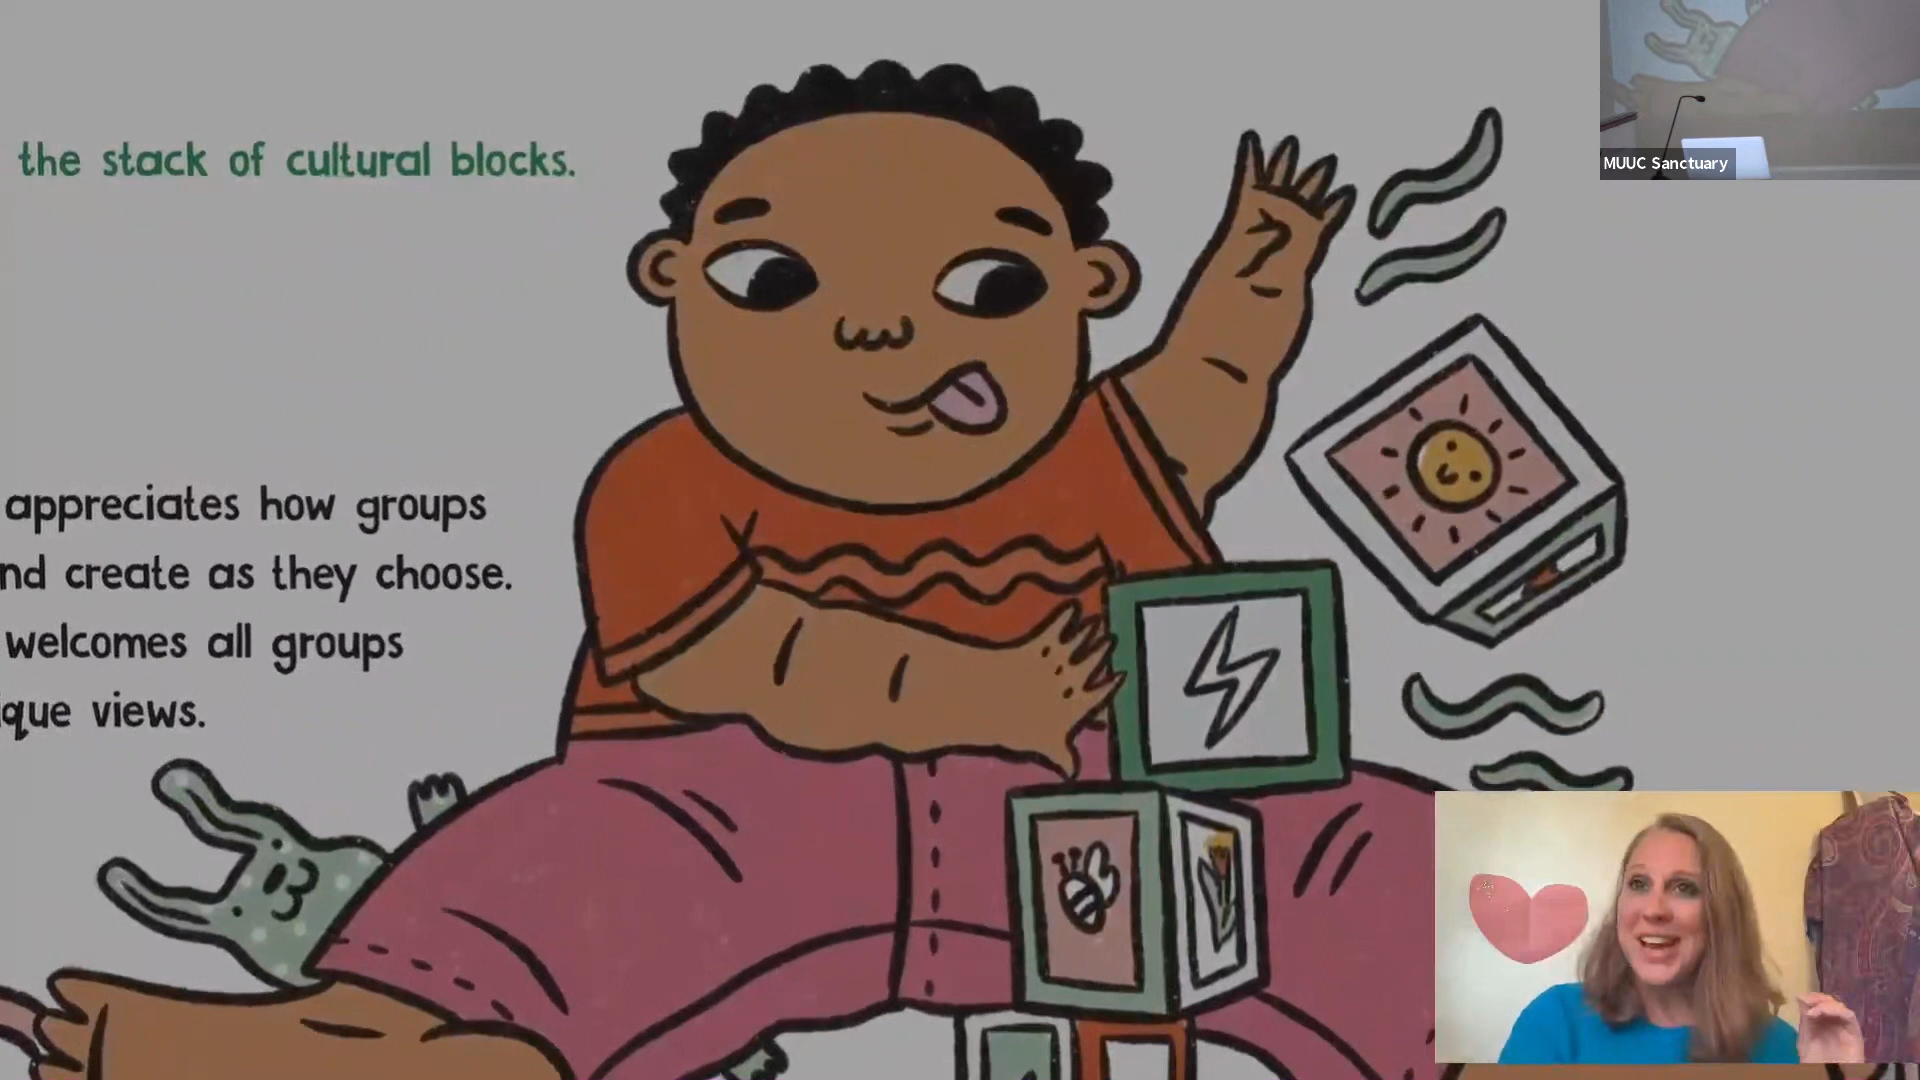 the stack of cultural blocks.
appreciates how groups
nd create as they choose.
welcomes all groups
ique views.
MUUC Sanctuary